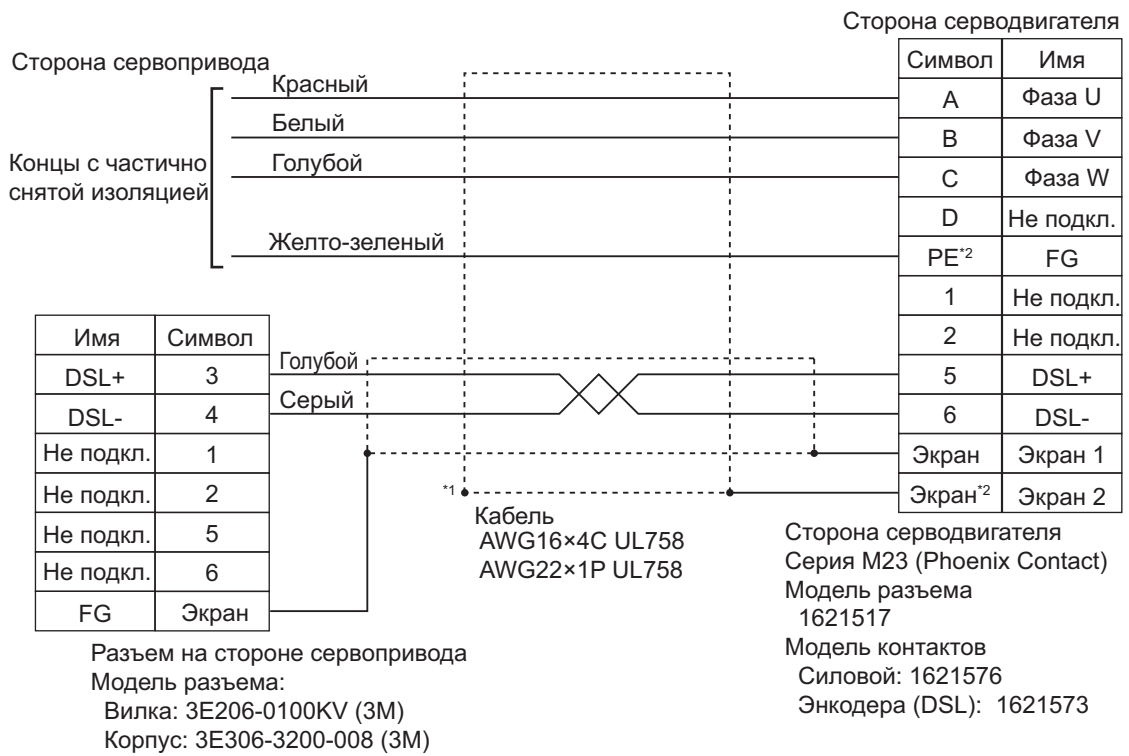 Сторона серводвигателя
Сторона сервопривода
Концы с частично
снятой изоляцией
Красный
Белый
Голубой
Желто-зеленый
Символ Имя
A Фаза U
B Фаза V
C Фаза W
D Не подкл.
PE*2 FG
1 Не подкл.
2 Не подкл.
5 DSL+
6 DSL-
Экран Экран 1
Экран*2 Экран 2
Имя Символ
DSL+ 3
DSL- 4
Не подкл. 1
Не подкл. 2
Не подкл. 5
Не подкл. 6
FG Экран
Голубой
Серый
*1
Кабель
AWG16×4C UL758
AWG22×1P UL758
Сторона серводвигателя
Серия M23 (Phoenix Contact)
Модель разъема
1621517
Модель контактов
Силовой: 1621576
Энкодера (DSL): 1621573
Разъем на стороне сервопривода
Модель разъема:
Вилка: 3E206-0100KV (3M)
Корпус: 3E306-3200-008 (3M)